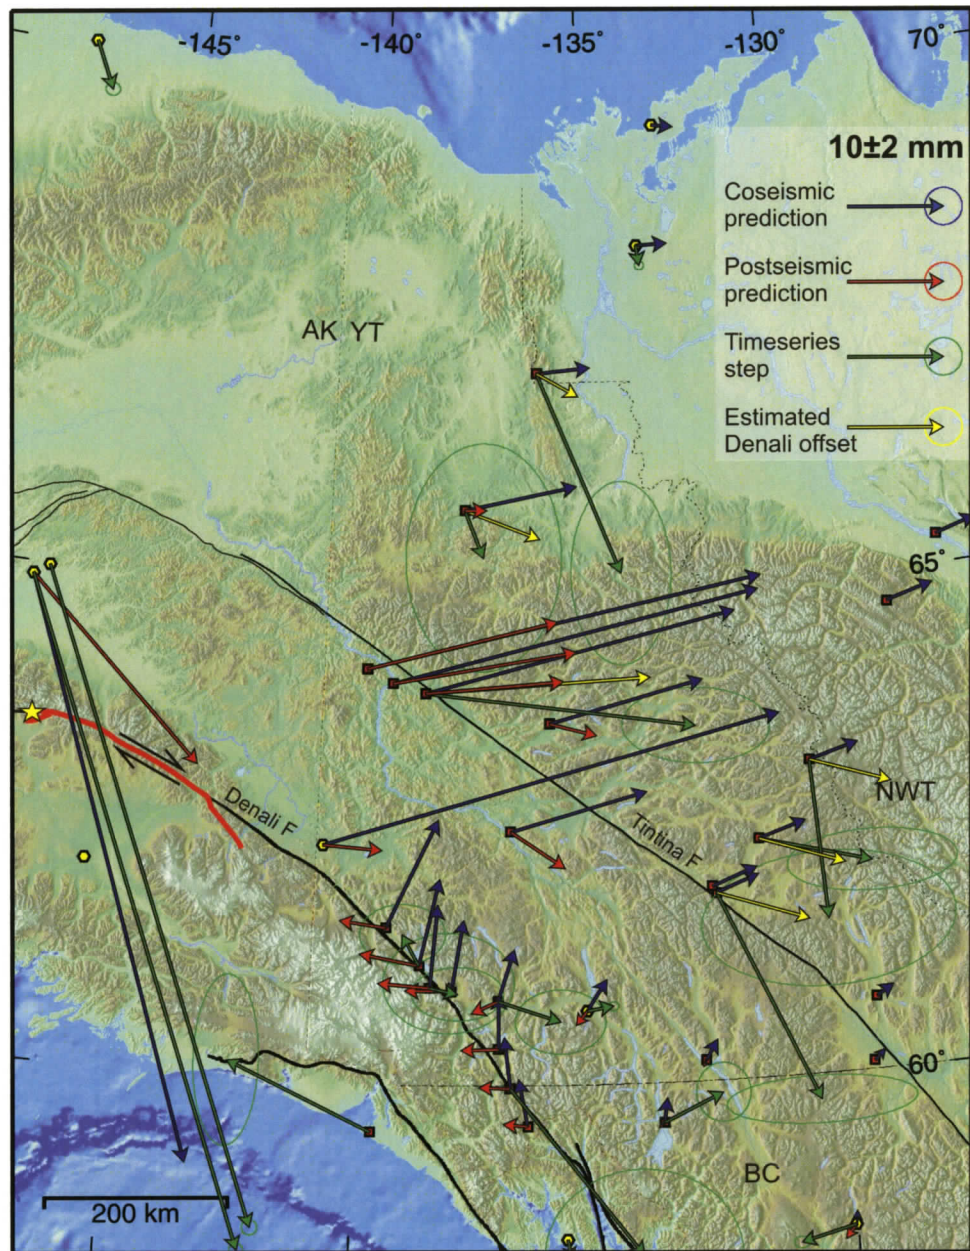 -145°
-140°
-135°
-130°
70°
10±2 mm
Coseismic
prediction
Postseismic
prediction
Timeseries
step
Estimated
Denali offset
AK YT
65°
Denali F
Tintina F
NWT
60°
BC
200 km